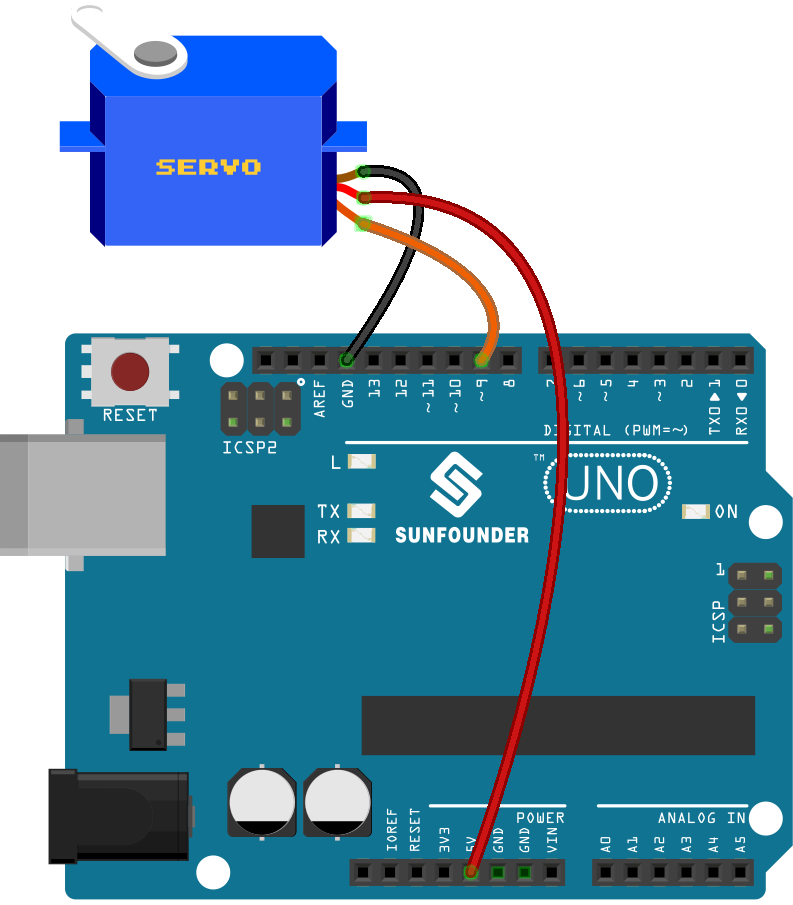 SERVO
RESET
ICSP2
AREF
GND
13
12
~11
~10
~9
8
7
~6
~5
4
~3
2
TX0▶1
RX0◀0
DIGITAL (PWM=~)
L
TX
RX
SUNFOUNDER
TM
UNO
ON
1
ICSP
IOREF
RESET
3V3
5V
GND
GND
VIN
POWER
ANALOG IN
A0
A1
A2
A3
A4
A5